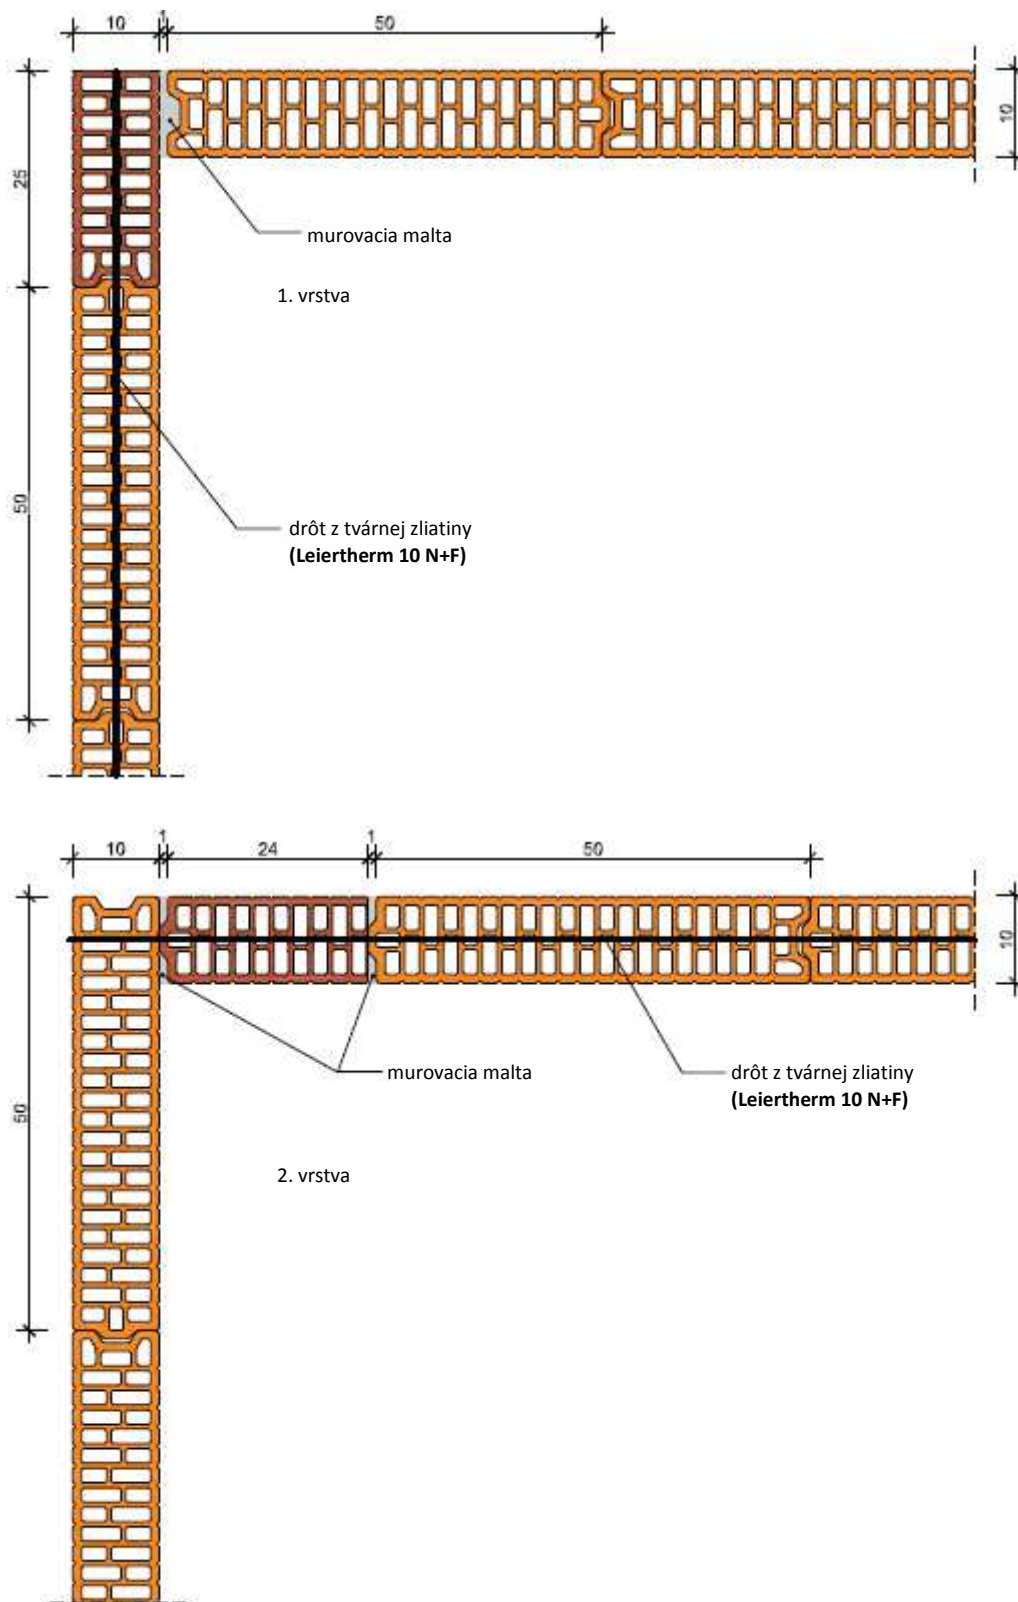 10 1 50
10
25
murovacia malta
1. vrstva
50
drôt z tvárnej zliatiny
(Leiertherm 10 N+F)
1 1
10 24 50
10
murovacia malta
drôt z tvárnej zliatiny
(Leiertherm 10 N+F)
50
2. vrstva